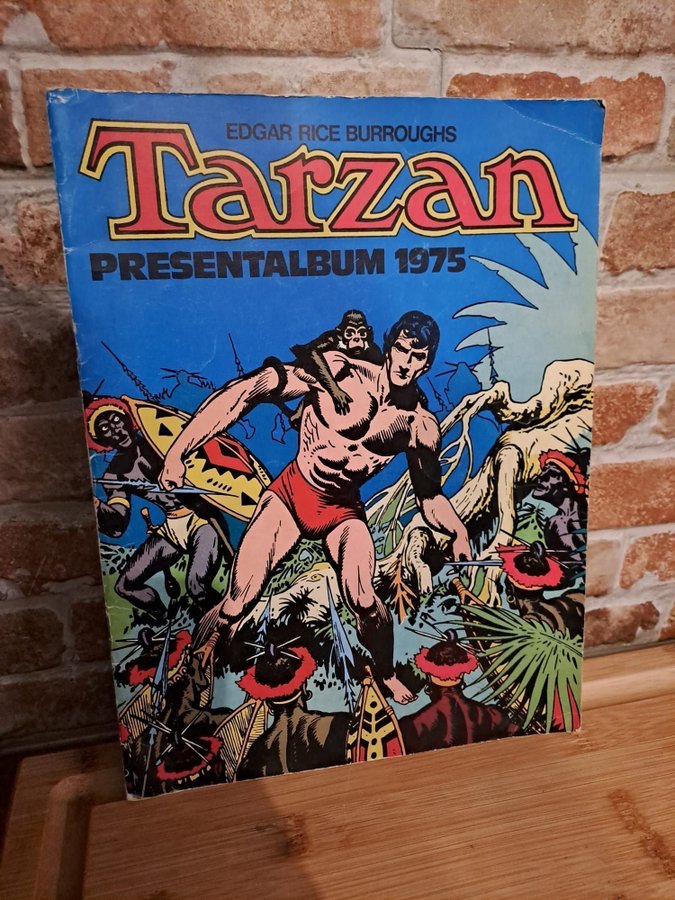 EDGAR RICE BURROUGHS
Tarzan
PRESENTALBUM 1975